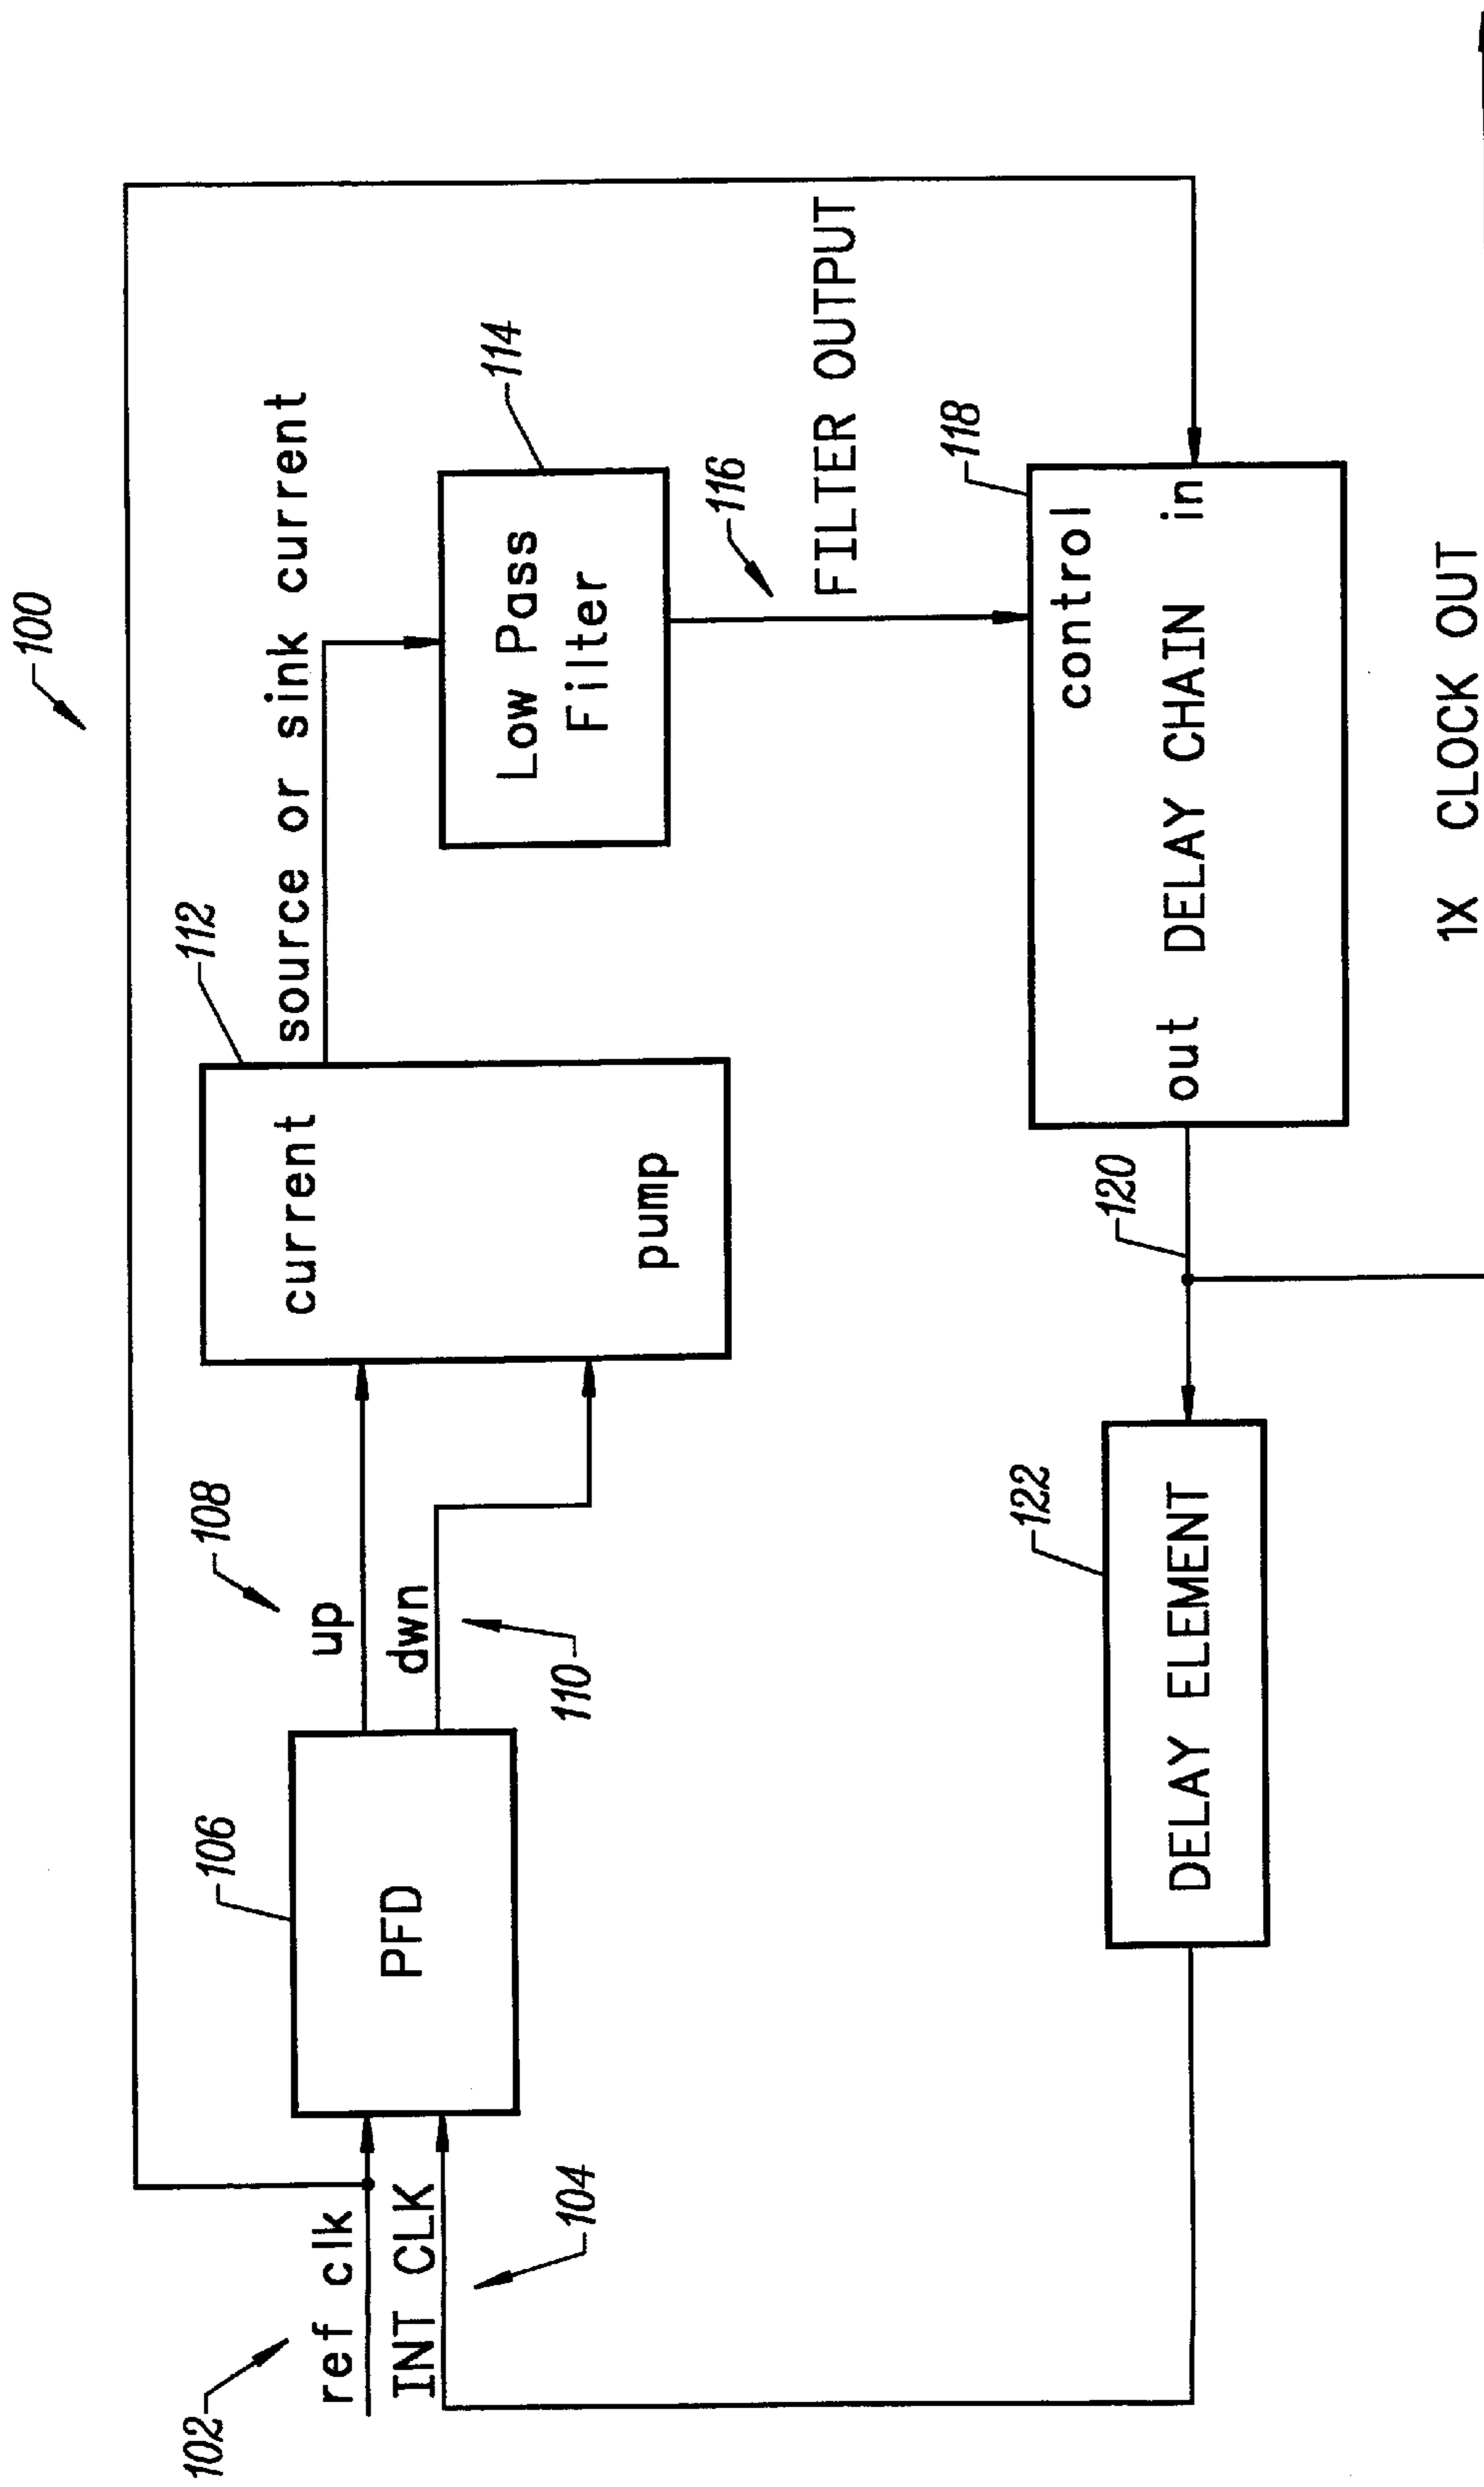 100
source or sink current
112
current
pump
114
Low Pass
Filter
116
FILTER OUTPUT
108
up
dwn
110
106
PFD
102
ref clk
INT CLK
104
118
control
out DELAY CHAIN in
120
122
DELAY ELEMENT
1X CLOCK OUT